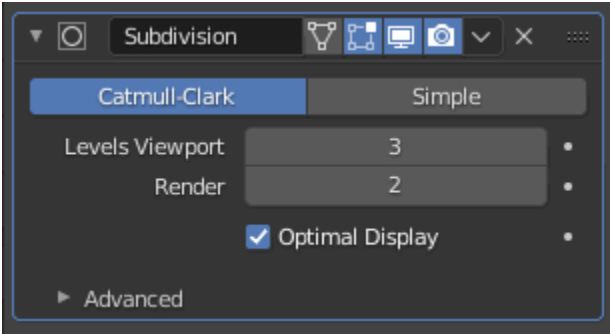 Subdivision
Catmull-Clark Simple
Levels Viewport 3
Render 2
Optimal Display
Advanced